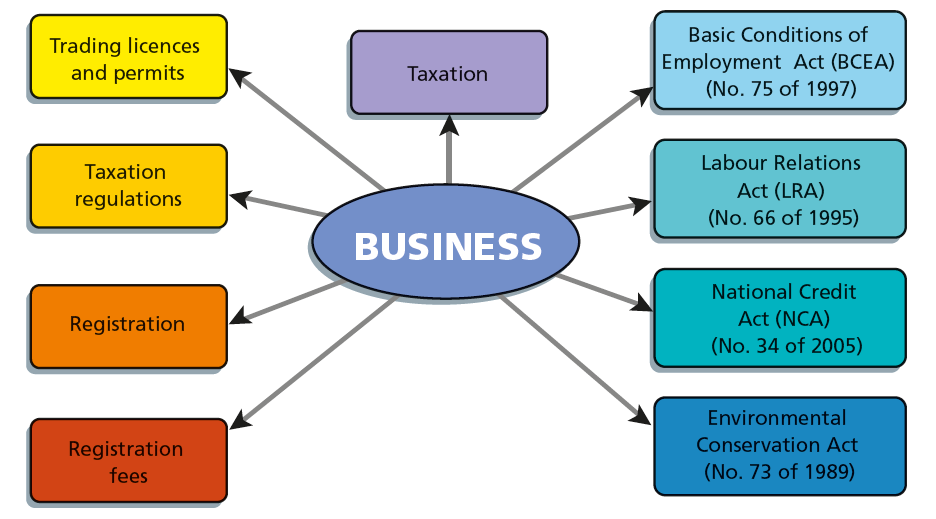 Trading licences
and permits
Taxation
regulations
Registration
Registration
fees
Taxation
BUSINESS
Basic Conditions of
Employment Act (BCEA)
(No. 75 of 1997)
Labour Relations
Act (LRA)
(No. 66 of 1995)
National Credit
Act (NCA)
(No. 34 of 2005)
Environmental
Conservation Act
(No. 73 of 1989)